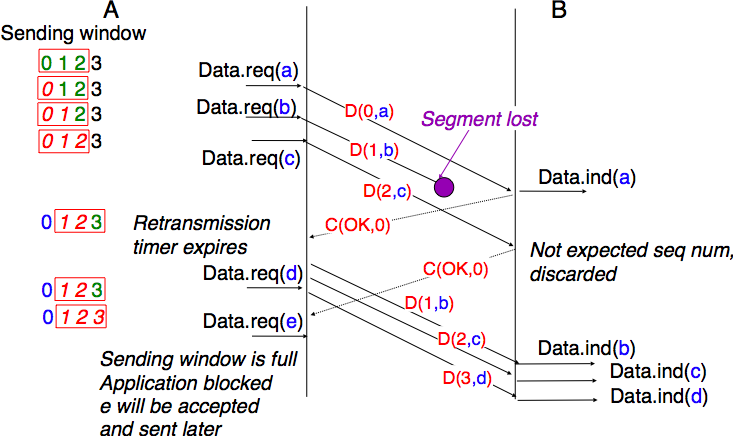 A
B
Sending window
0 1 2 3
Data.req(a)
0 1 2 3
Data.req(b)
D(0,a)
Segment lost
0 1 2 3
D(1,b)
0 1 2 3
Data.req(c)
D(2,c)
Data.ind(a)
0 1 2 3
Retransmission
timer expires
C(OK,0)
Not expected seq num,
discarded
C(OK,0)
Data.req(d)
0 1 2 3
D(1,b)
0 1 2 3
Data.req(e)
D(2,c)
Data.ind(b)
Sending window is full
Application blocked
e will be accepted
and sent later
D(3,d)
Data.ind(c)
Data.ind(d)